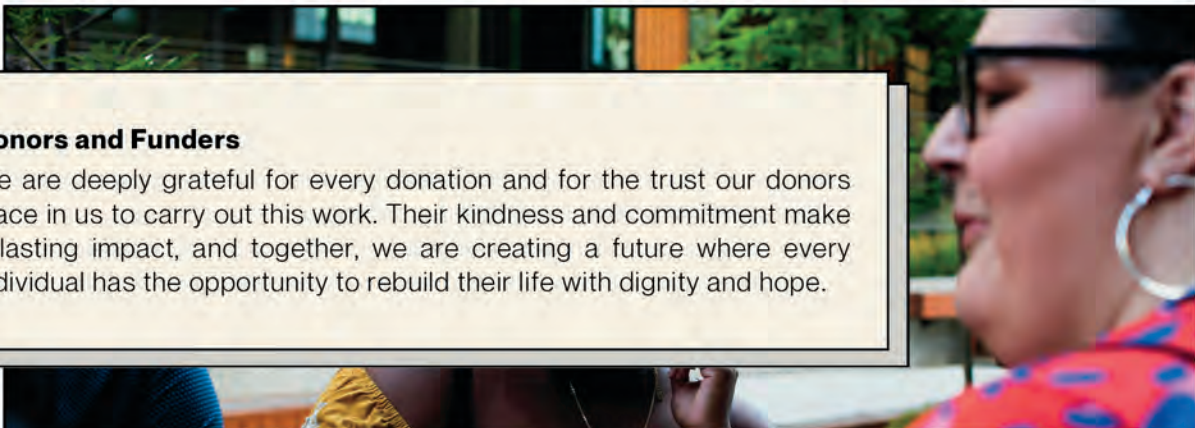 onors and Funders
e are deeply grateful for every donation and for the trust our donors
ace in us to carry out this work. Their kindness and commitment make
lasting impact, and together, we are creating a future where every
dividual has the opportunity to rebuild their life with dignity and hope.